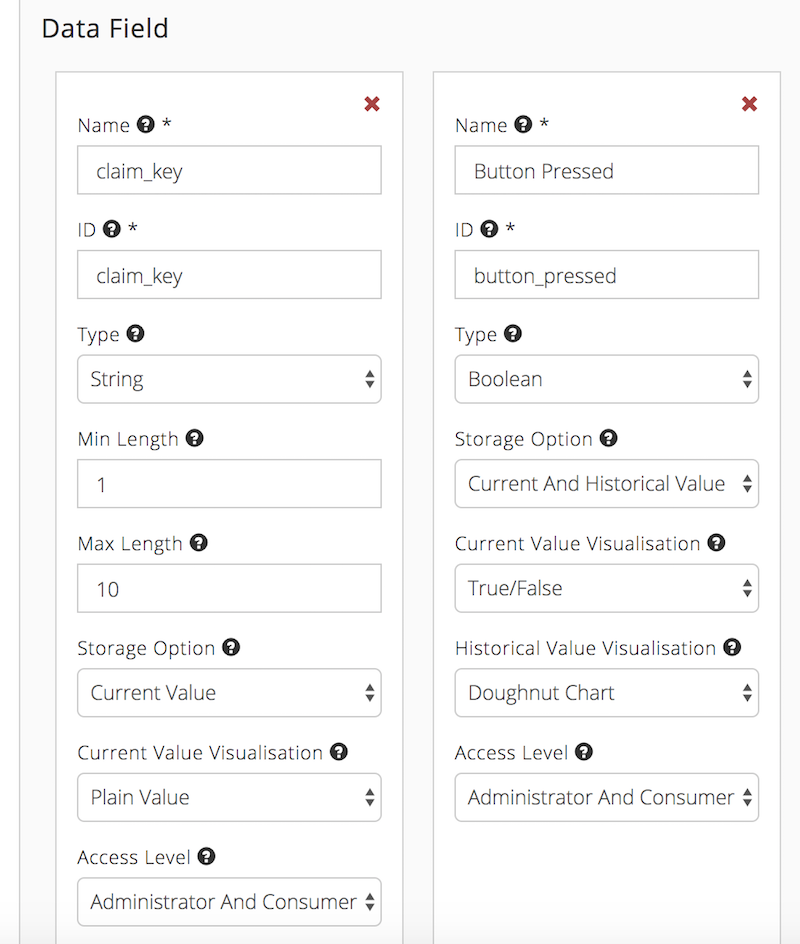 Data Field
Name ? *
claim_key
ID ? *
claim_key
Type ?
String
Min Length ?
1
Max Length ?
10
Storage Option ?
Current Value
Current Value Visualisation ?
Plain Value
Access Level ?
Administrator And Consumer
Name ? *
Button Pressed
ID ? *
button_pressed
Type ?
Boolean
Storage Option ?
Current And Historical Value
Current Value Visualisation ?
True/False
Historical Value Visualisation ?
Doughnut Chart
Access Level ?
Administrator And Consumer